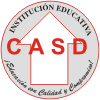 INSTITUCIÓN EDUCATIVA
CASD
¡Educación con Calidad y Compromiso!